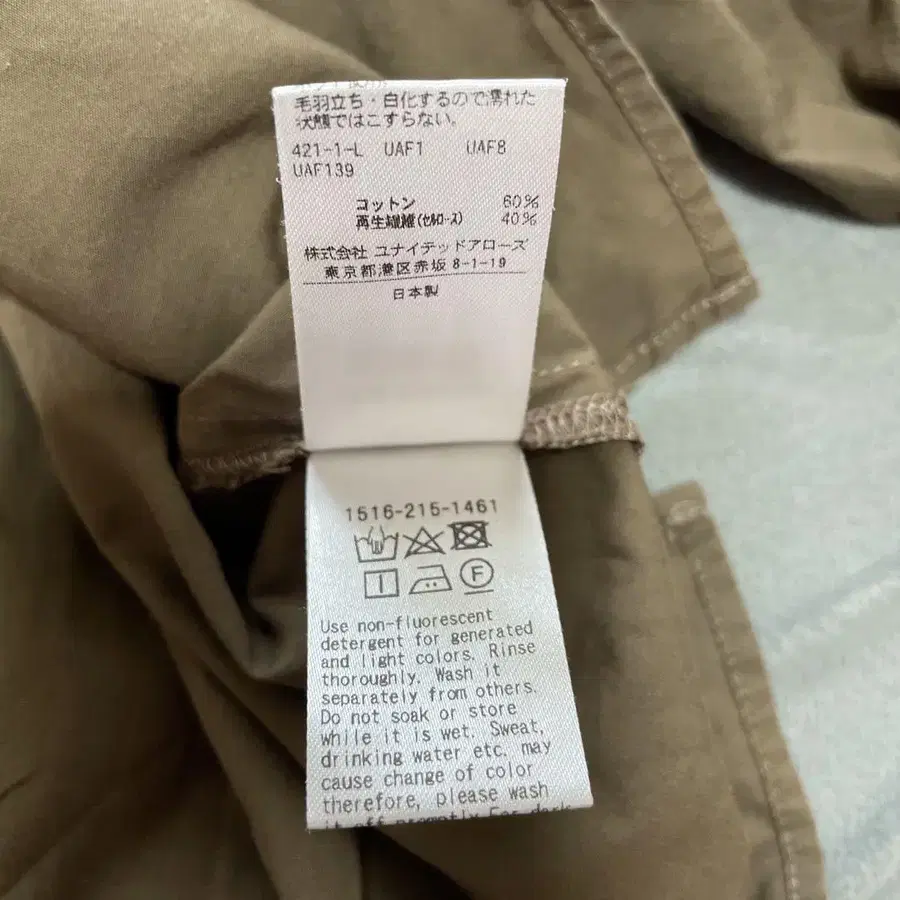 毛羽立ち・白化するので濡れた
状態ではこすらない。
421-1-L UAF1 UAF8
UAF139
コットン 60%
再生繊維(セルロース) 40%
株式会社 ユナイテッドアローズ
東京都港区赤坂 8-1-19
日本製
1516-215-1461
F
Use non-fluorescent
detergent for generated
and light colors. Rinse
thoroughly. Wash it
separately from others.
Do not soak or store
while it is wet. Sweat,
drinking water etc. may
cause change of color
therefore, please wash
it off promptly For dark